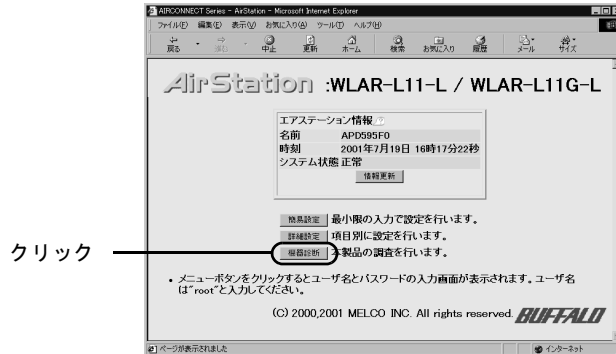 AIRCONNECT Series - AirStation - Microsoft Internet Explorer
ファイル(F) 編集(E) 表示(V) お気に入り(A) ツール(T) ヘルプ(H)
戻る 進む 中止 更新 ホーム 検索 お気に入り 履歴 メール サイズ
AirStation :WLAR-L11-L / WLAR-L11G-L
エアステーション情報
名前 APD595F0
時刻 2001年7月19日 16時17分22秒
システム状態 正常
情報更新
簡易設定 最小限の入力で設定を行います。
詳細設定 項目別に設定を行います。
クリック
機器診断 本製品の調査を行います。
・ メニューボタンをクリックするとユーザ名とパスワードの入力画面が表示されます。ユーザ名
は"root"と入力してください。
(C) 2000,2001 MELCO INC. All rights reserved. BUFFALO
ページが表示されました インターネット